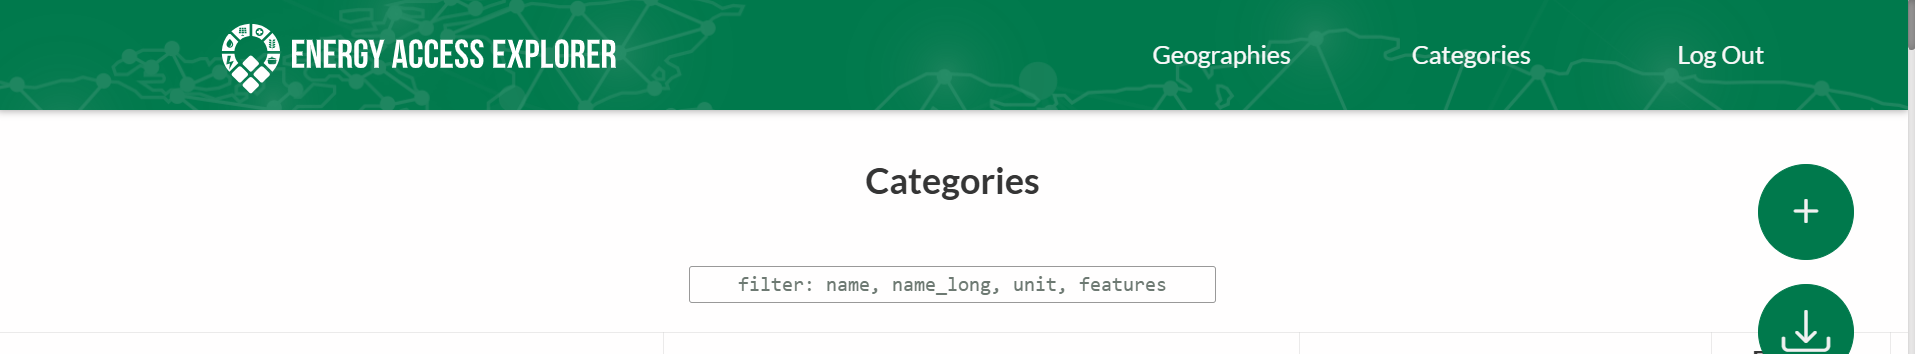 ENERGY ACCESS EXPLORER
Geographies
Categories
Log Out
Categories
filter: name, name_long, unit, features